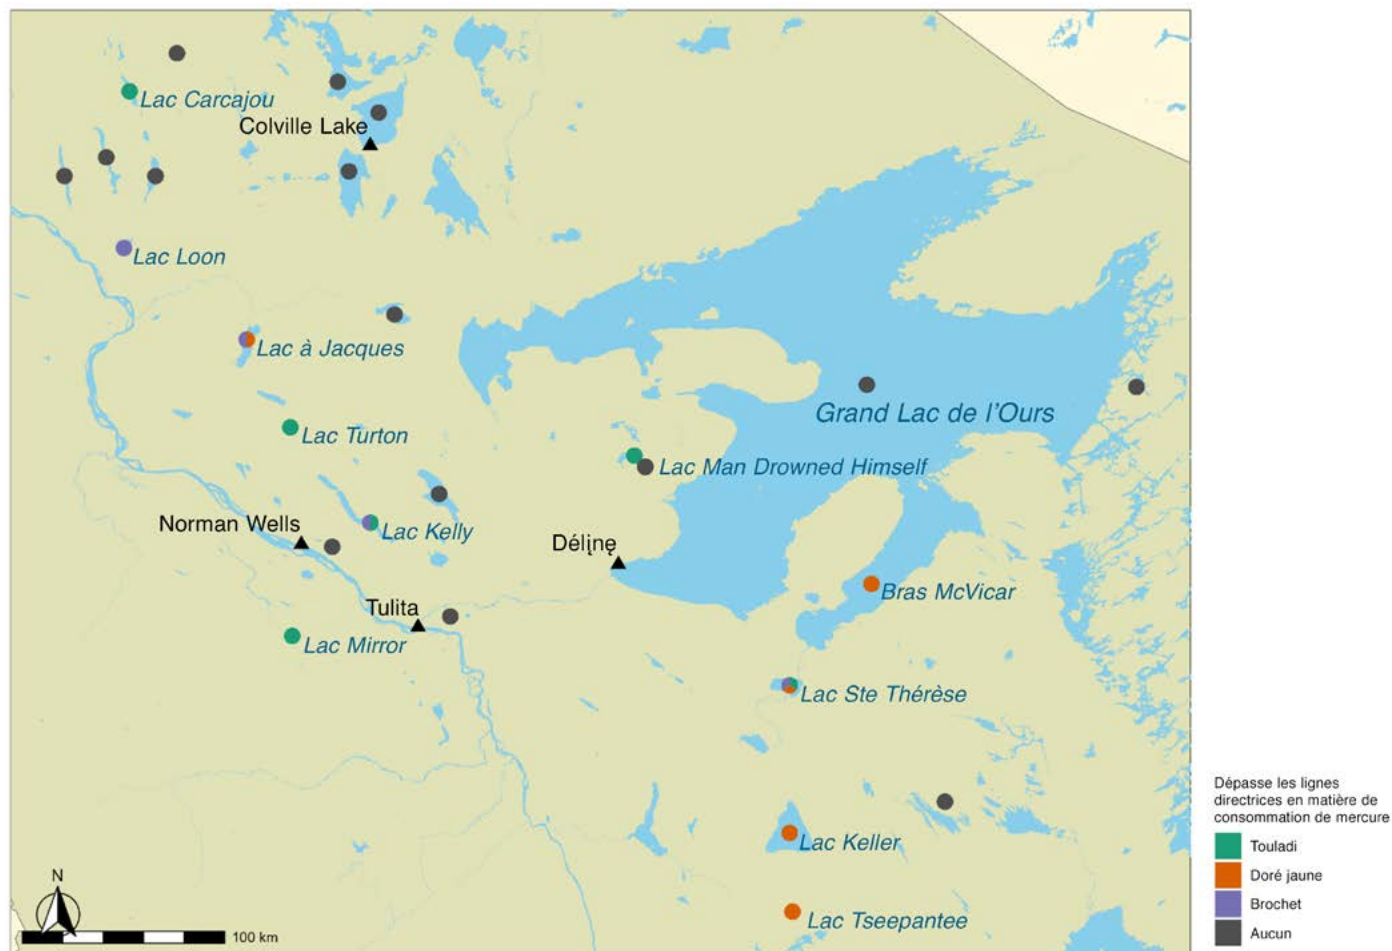 Lac Carcajou
Colville Lake
Lac Loon
Lac à Jacques
Grand Lac de l'Ours
Lac Turton
Lac Man Drowned Himself
Norman Wells
Lac Kelly
Délı̨nę
Bras McVicar
Tulita
Lac Mirror
Lac Ste Thérèse
Dépasse les lignes
directrices en matière de
consommation de mercure
Touladi
Doré jaune
Brochet
Aucun
Lac Keller
Lac Tseepantee
N
100 km